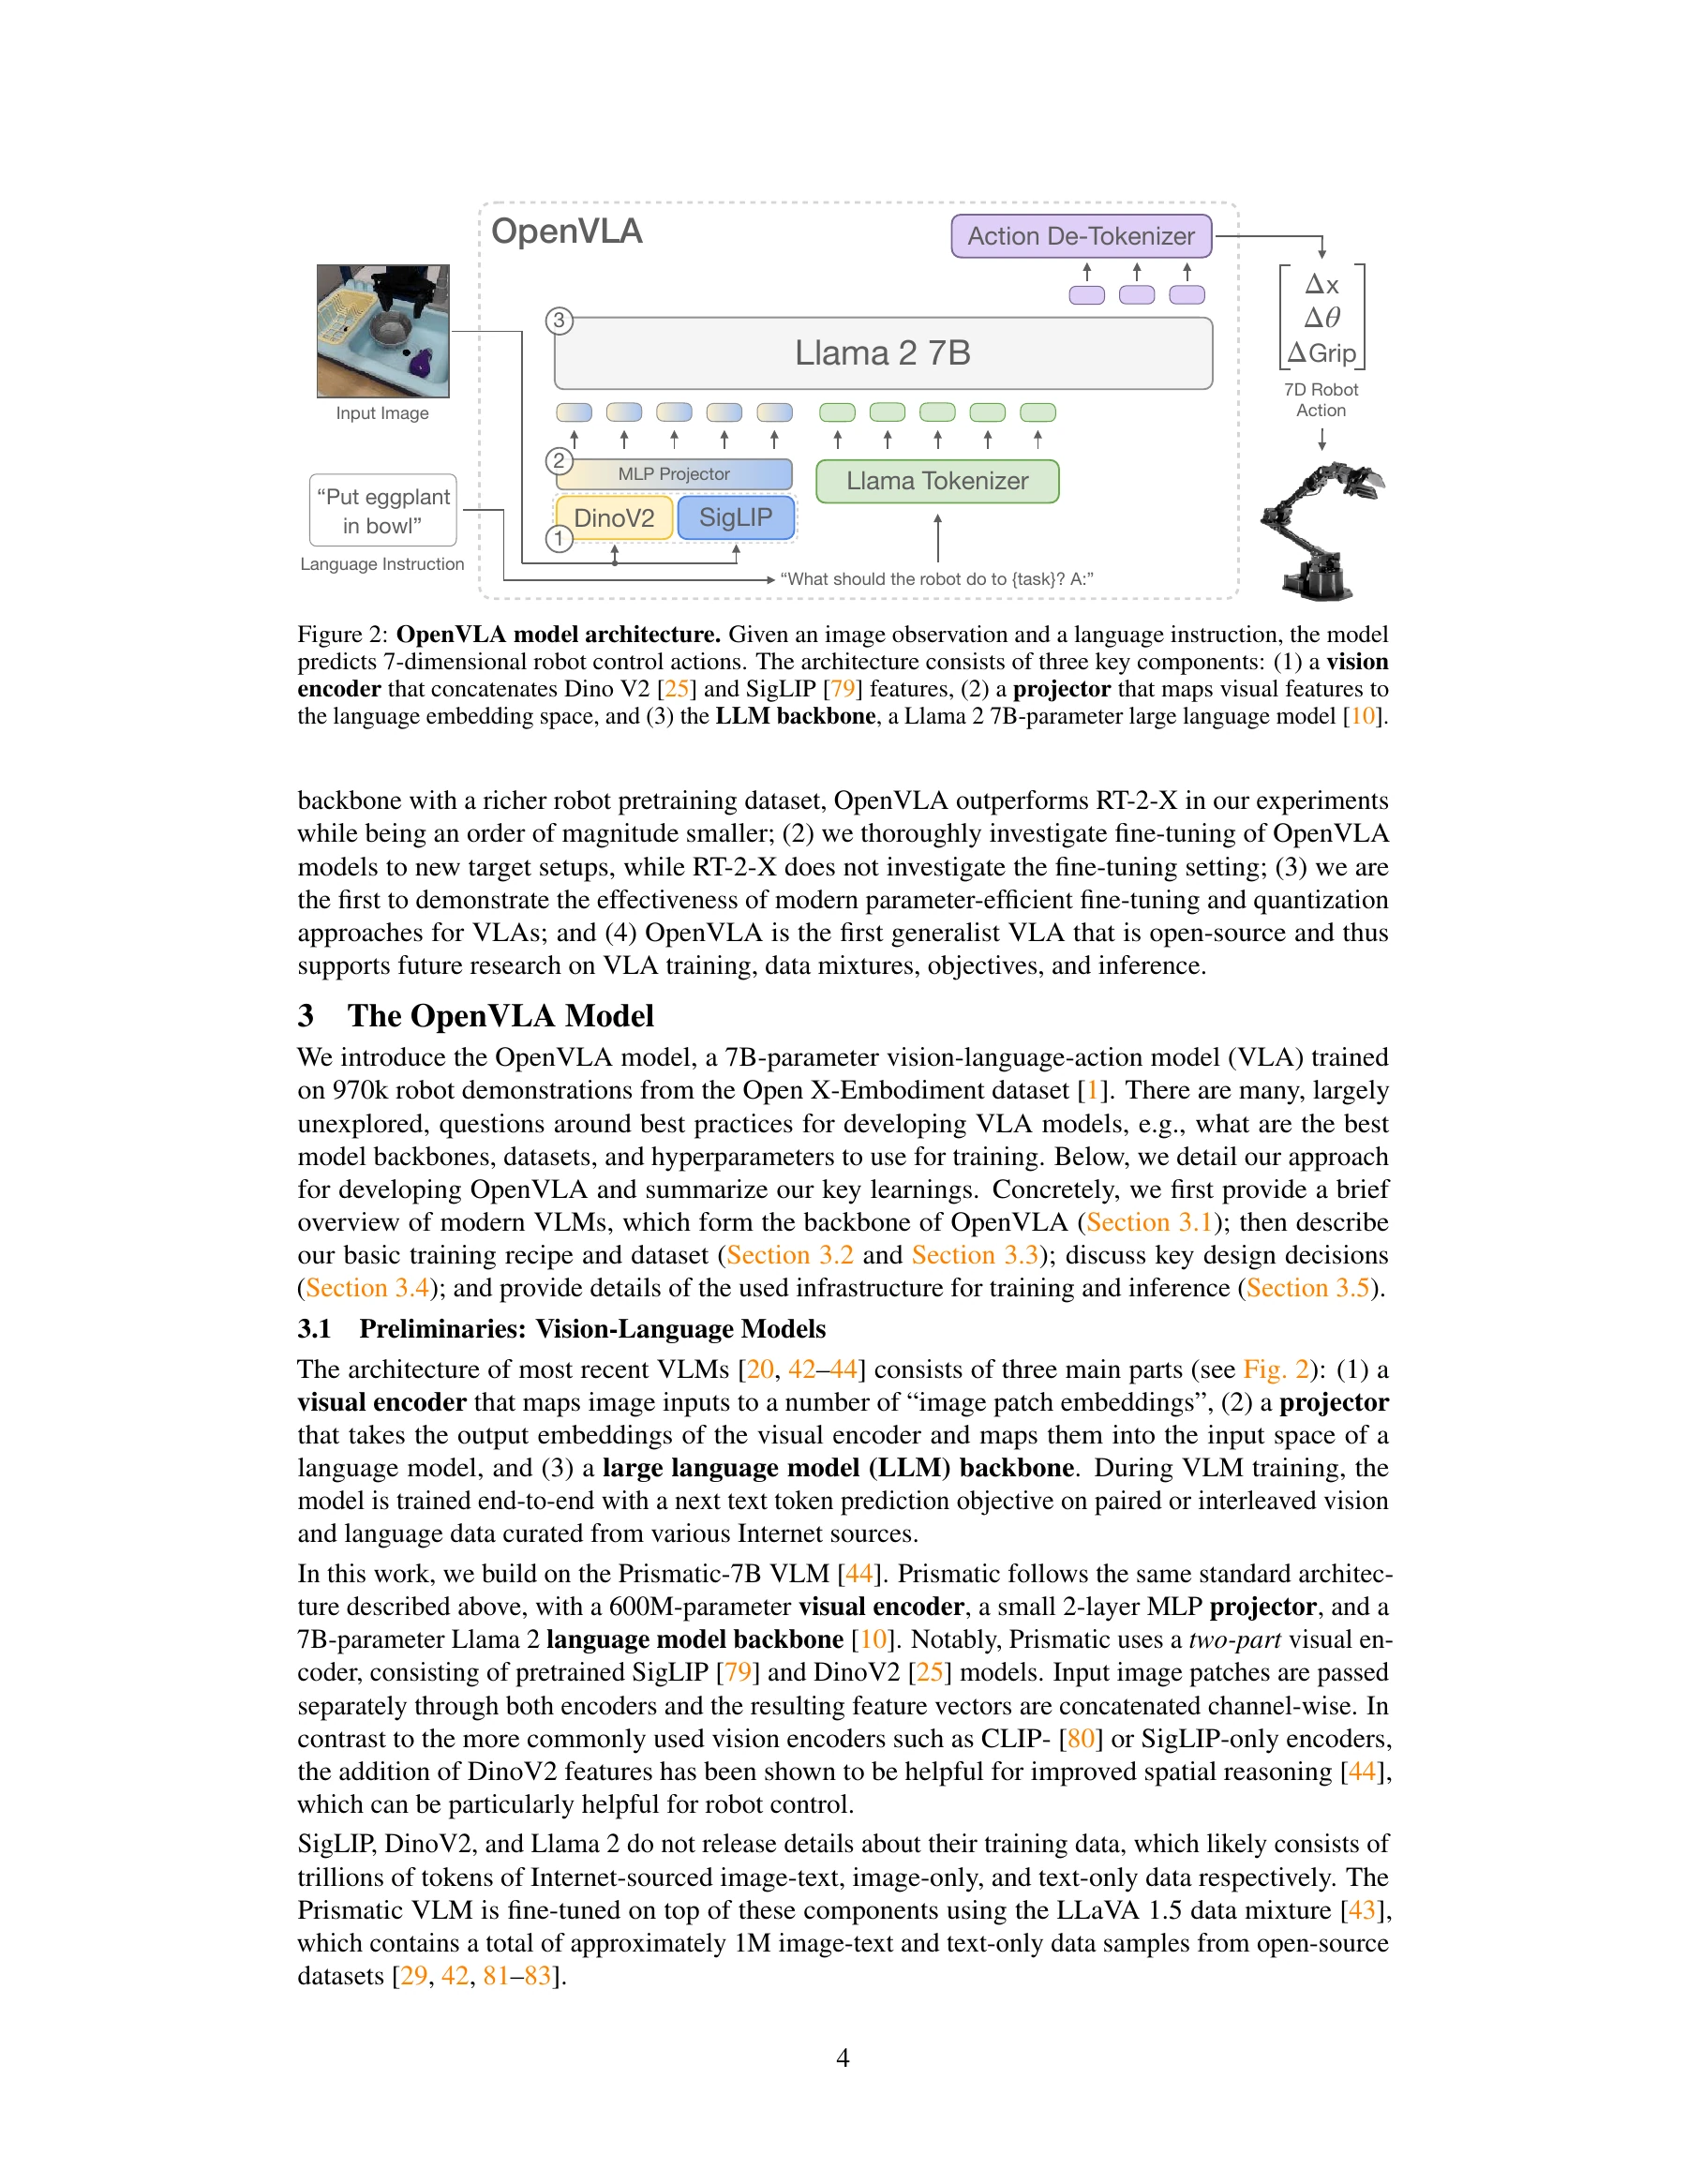 OpenVLA
Action De-Tokenizer
Δx
Δθ
ΔGrip
7D Robot
Action
3
Llama 2 7B
Input Image
2
MLP Projector
Llama Tokenizer
DinoV2
SigLIP
1
“Put eggplant
in bowl”
Language Instruction
“What should the robot do to {task}? A:”
Figure 2: OpenVLA model architecture. Given an image observation and a language instruction, the model
predicts 7-dimensional robot control actions. The architecture consists of three key components: (1) a vision
encoder that concatenates Dino V2 [25] and SigLIP [79] features, (2) a projector that maps visual features to
the language embedding space, and (3) the LLM backbone, a Llama 2 7B-parameter large language model [10].
backbone with a richer robot pretraining dataset, OpenVLA outperforms RT-2-X in our experiments
while being an order of magnitude smaller; (2) we thoroughly investigate fine-tuning of OpenVLA
models to new target setups, while RT-2-X does not investigate the fine-tuning setting; (3) we are
the first to demonstrate the effectiveness of modern parameter-efficient fine-tuning and quantization
approaches for VLAs; and (4) OpenVLA is the first generalist VLA that is open-source and thus
supports future research on VLA training, data mixtures, objectives, and inference.
3 The OpenVLA Model
We introduce the OpenVLA model, a 7B-parameter vision-language-action model (VLA) trained
on 970k robot demonstrations from the Open X-Embodiment dataset [1]. There are many, largely
unexplored, questions around best practices for developing VLA models, e.g., what are the best
model backbones, datasets, and hyperparameters to use for training. Below, we detail our approach
for developing OpenVLA and summarize our key learnings. Concretely, we first provide a brief
overview of modern VLMs, which form the backbone of OpenVLA (Section 3.1); then describe
our basic training recipe and dataset (Section 3.2 and Section 3.3); discuss key design decisions
(Section 3.4); and provide details of the used infrastructure for training and inference (Section 3.5).
3.1 Preliminaries: Vision-Language Models
The architecture of most recent VLMs [20, 42–44] consists of three main parts (see Fig. 2): (1) a
visual encoder that maps image inputs to a number of “image patch embeddings”, (2) a projector
that takes the output embeddings of the visual encoder and maps them into the input space of a
language model, and (3) a large language model (LLM) backbone. During VLM training, the
model is trained end-to-end with a next text token prediction objective on paired or interleaved vision
and language data curated from various Internet sources.
In this work, we build on the Prismatic-7B VLM [44]. Prismatic follows the same standard architec-
ture described above, with a 600M-parameter visual encoder, a small 2-layer MLP projector, and a
7B-parameter Llama 2 language model backbone [10]. Notably, Prismatic uses a two-part visual en-
coder, consisting of pretrained SigLIP [79] and DinoV2 [25] models. Input image patches are passed
separately through both encoders and the resulting feature vectors are concatenated channel-wise. In
contrast to the more commonly used vision encoders such as CLIP- [80] or SigLIP-only encoders,
the addition of DinoV2 features has been shown to be helpful for improved spatial reasoning [44],
which can be particularly helpful for robot control.
SigLIP, DinoV2, and Llama 2 do not release details about their training data, which likely consists of
trillions of tokens of Internet-sourced image-text, image-only, and text-only data respectively. The
Prismatic VLM is fine-tuned on top of these components using the LLaVA 1.5 data mixture [43],
which contains a total of approximately 1M image-text and text-only data samples from open-source
datasets [29, 42, 81–83].
4